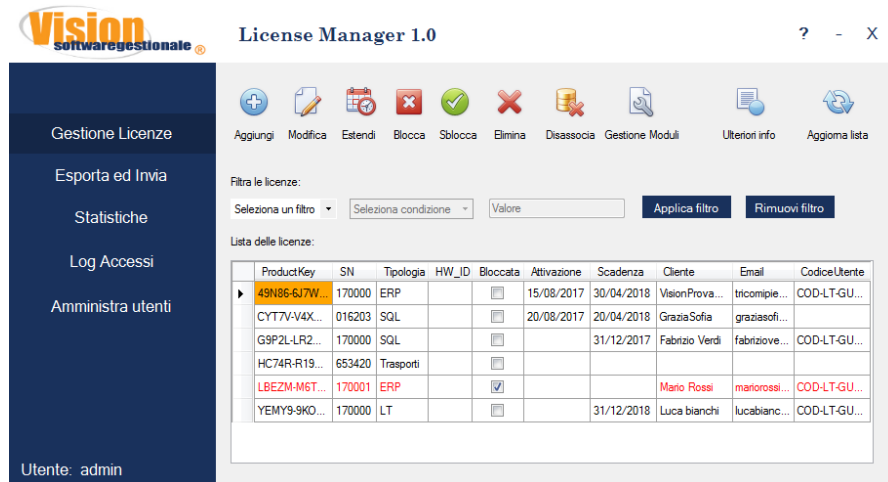 Vision
softwaregestionale ®
License Manager 1.0
? - X
Gestione Licenze
Esporta ed Invia
Statistiche
Log Accessi
Amministra utenti
Utente: admin
Aggiungi Modifica Estendi Blocca Sblocca Elimina Disassocia Gestione Moduli Ulteriori info Aggiorna lista
Filtra le licenze:
Seleziona un filtro Seleziona condizione Valore Applica filtro Rimuovi filtro
Lista delle licenze:
ProductKey SN Tipologia HW_ID Bloccata Attivazione Scadenza Cliente Email CodiceUtente
49N86-6J7W... 170000 ERP 15/08/2017 30/04/2018 VisionProva... tricomipie... COD-LT-GU...
CYT7V-V4X... 016203 SQL 20/08/2017 20/04/2018 GraziaSofia graziasofi...
G9P2L-LR2... 170000 SQL 31/12/2017 Fabrizio Verdi fabriziove... COD-LT-GU...
HC74R-R19... 653420 Trasporti
LBEZM-M6T... 170001 ERP Mario Rossi mariorossi... COD-LT-GU...
YEMY9-9KO... 170000 LT 31/12/2018 Luca bianchi lucabianc... COD-LT-GU...